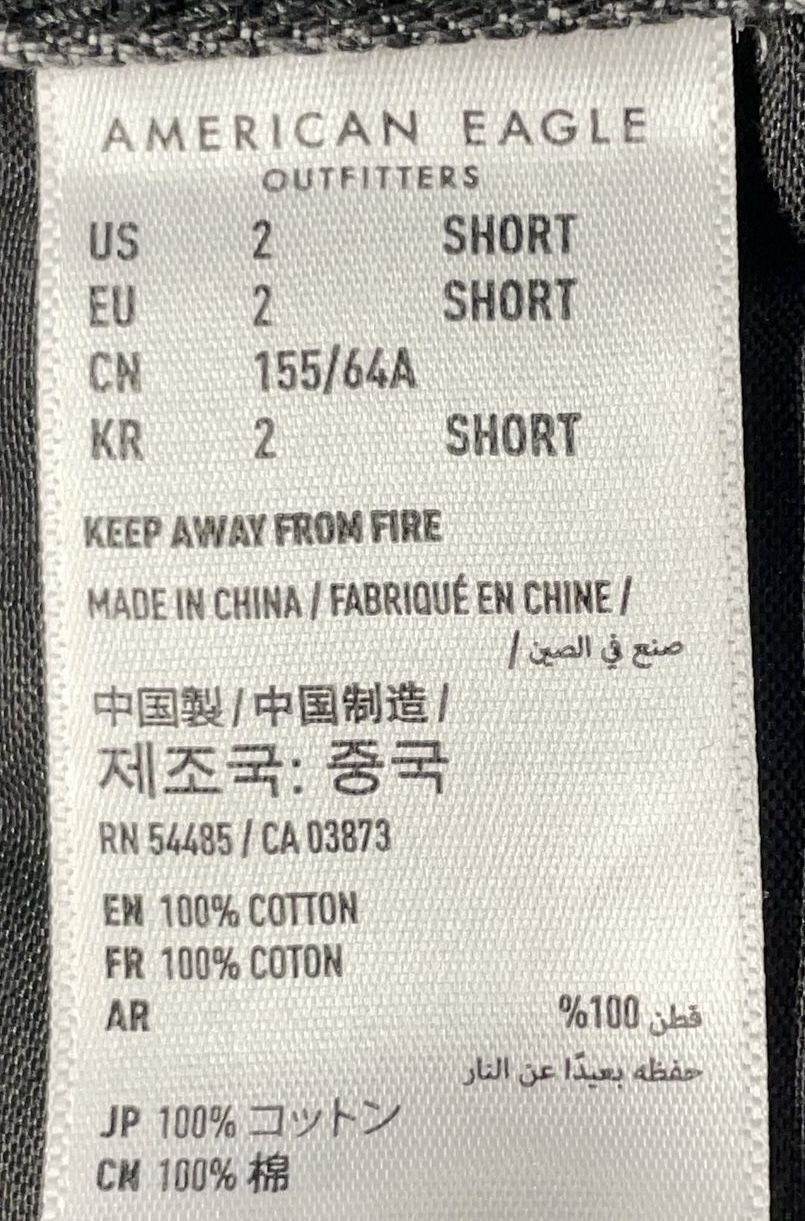 AMERICAN EAGLE
OUTFITTERS
US 2 SHORT
EU 2 SHORT
CN 155/64A
KR 2 SHORT
KEEP AWAY FROM FIRE
MADE IN CHINA / FABRIQUÉ EN CHINE /
صنع في الصين /
中国製 / 中国制造 /
제조국: 중국
RN 54485 / CA 03873
EN 100% COTTON
FR 100% COTON
AR قطن 100%
حفظه بعيدًا عن النار
JP 100% コットン
CN 100% 棉